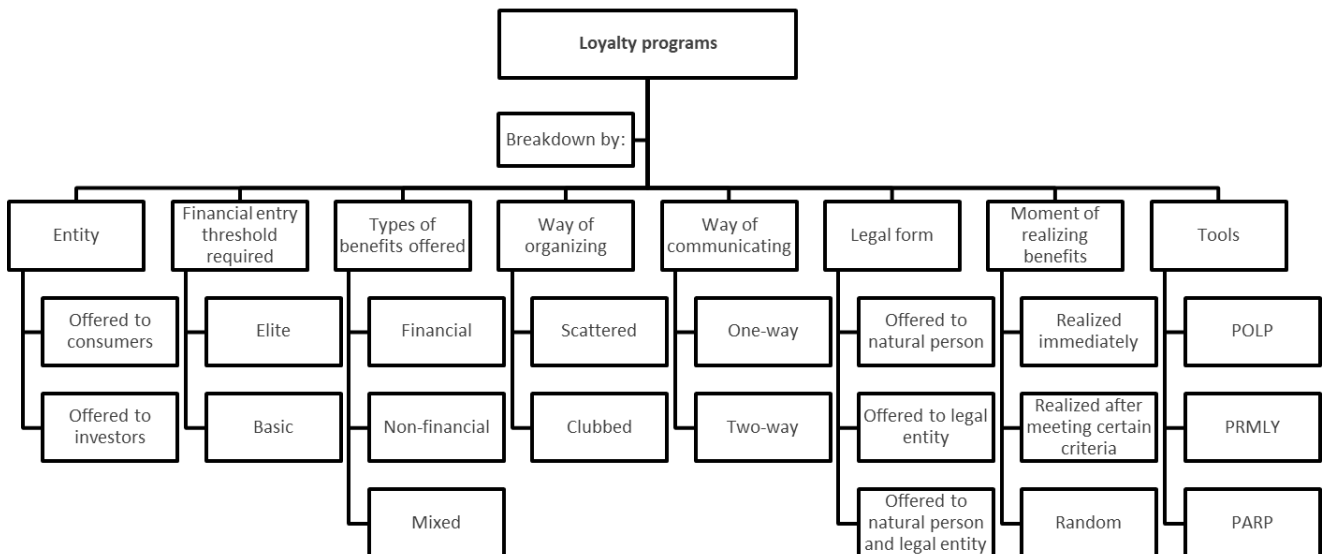 Loyalty programs
Breakdown by:
Entity
Financial entry
threshold
required
Types of
benefits offered
Way of
organizing
Way of
communicating
Legal form
Moment of
realizing
benefits
Tools
Offered to
consumers
Elite
Financial
Scattered
One-way
Offered to
natural person
Realized
immediately
POLP
Offered to
investors
Basic
Non-financial
Clubbed
Two-way
Offered to legal
entity
Realized after
meeting certain
criteria
PRMLY
Mixed
Offered to
natural person
and legal entity
Random
PARP